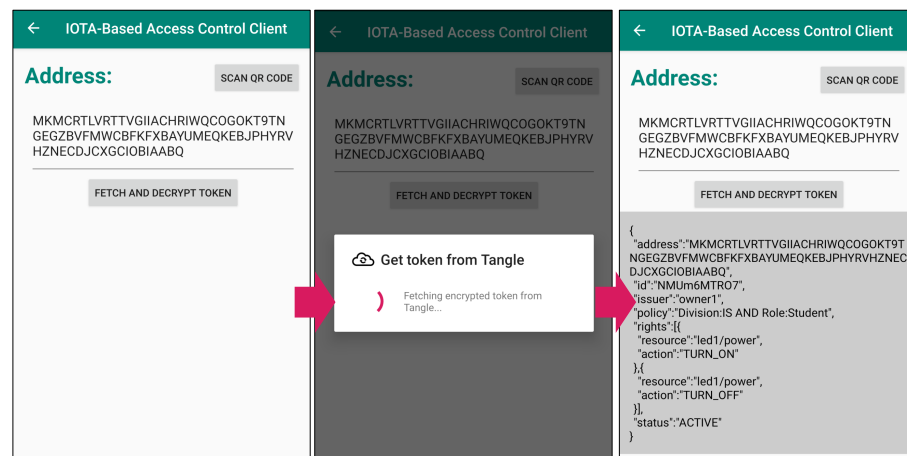 ← IOTA-Based Access Control Client
Address:
SCAN QR CODE
MKMCRTLVRTTVGIIACHRIWQCOGOKT9TN
GEGZBVFMWCBFKFXBAYUMEQKEBJPHYRV
HZNECDJCXGCIOBIAABQ
FETCH AND DECRYPT TOKEN
← IOTA-Based Access Control Client
Address:
SCAN QR CODE
MKMCRTLVRTTVGIIACHRIWQCOGOKT9TN
GEGZBVFMWCBFKFXBAYUMEQKEBJPHYRV
HZNECDJCXGCIOBIAABQ
FETCH AND DECRYPT TOKEN
Get token from Tangle
Fetching encrypted token from
Tangle...
← IOTA-Based Access Control Client
Address:
SCAN QR CODE
MKMCRTLVRTTVGIIACHRIWQCOGOKT9TN
GEGZBVFMWCBFKFXBAYUMEQKEBJPHYRV
HZNECDJCXGCIOBIAABQ
FETCH AND DECRYPT TOKEN
{
"address":"MKMCRTLVRTTVGIIACHRIWQCOGOKT9T
NGEGZBVFMWCBFKFXBAYUMEQKEBJPHYRVHZNEC
DJCXGCIOBIAABQ",
"id":"NMUm6MTRO7",
"issuer":"owner1",
"policy":"Division:IS AND Role:Student",
"rights":[{
"resource":"led1/power",
"action":"TURN_ON"
},{
"resource":"led1/power",
"action":"TURN_OFF"
}],
"status":"ACTIVE"
}